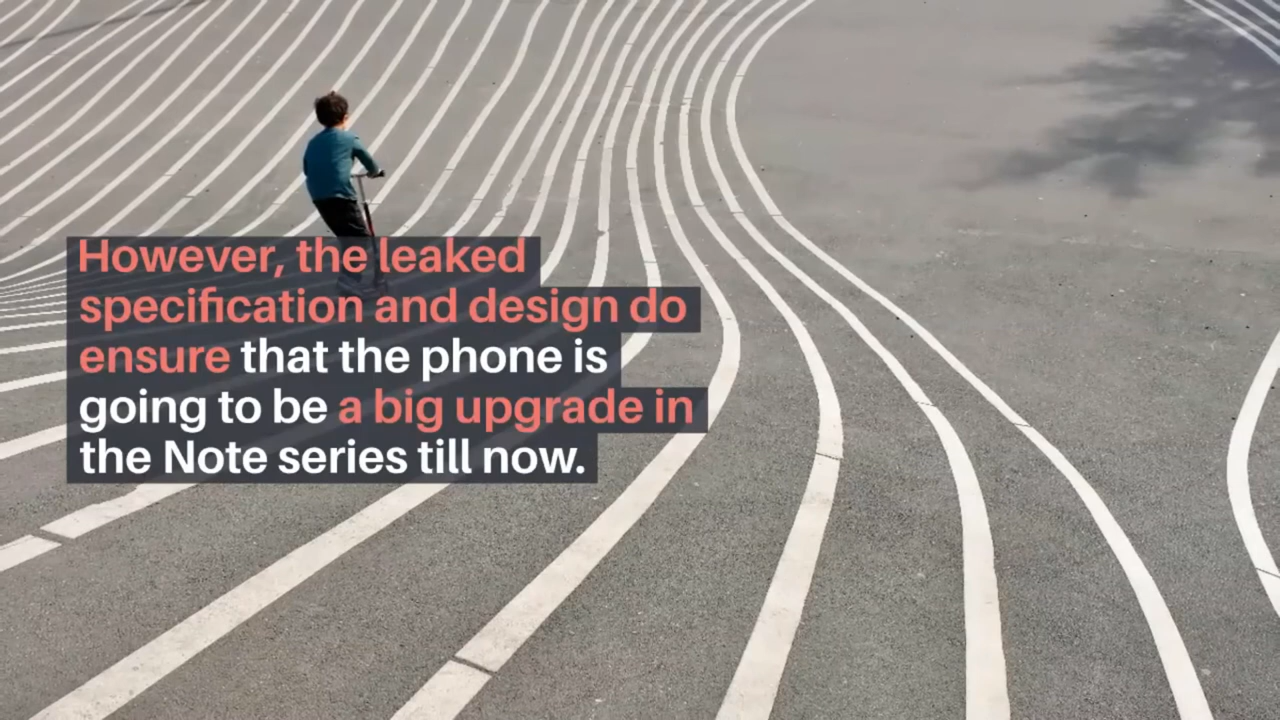 However, the leaked
specification and design do
ensure that the phone is
going to be a big upgrade in
the Note series till now.